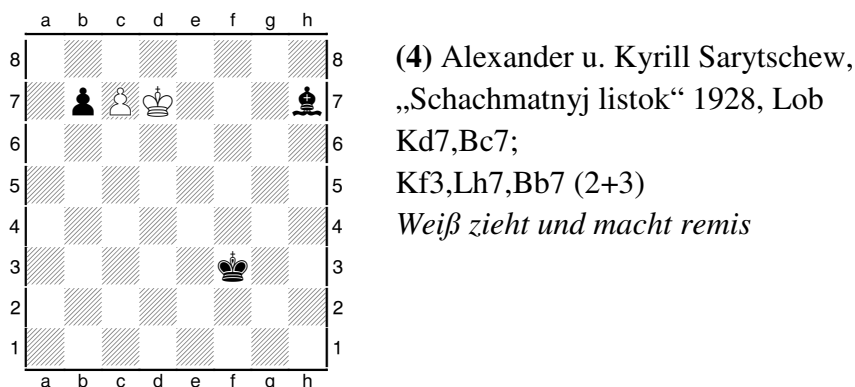 a b c d e f g h
8 8
(4) Alexander u. Kyrill Sarytschew,
7 7
„Schachmatnyj listok“ 1928, Lob
6 6
Kd7,Bc7;
5 5
Kf3,Lh7,Bb7 (2+3)
4 4
Weiß zieht und macht remis
3 3
2 2
1 1
a b c d e f g h